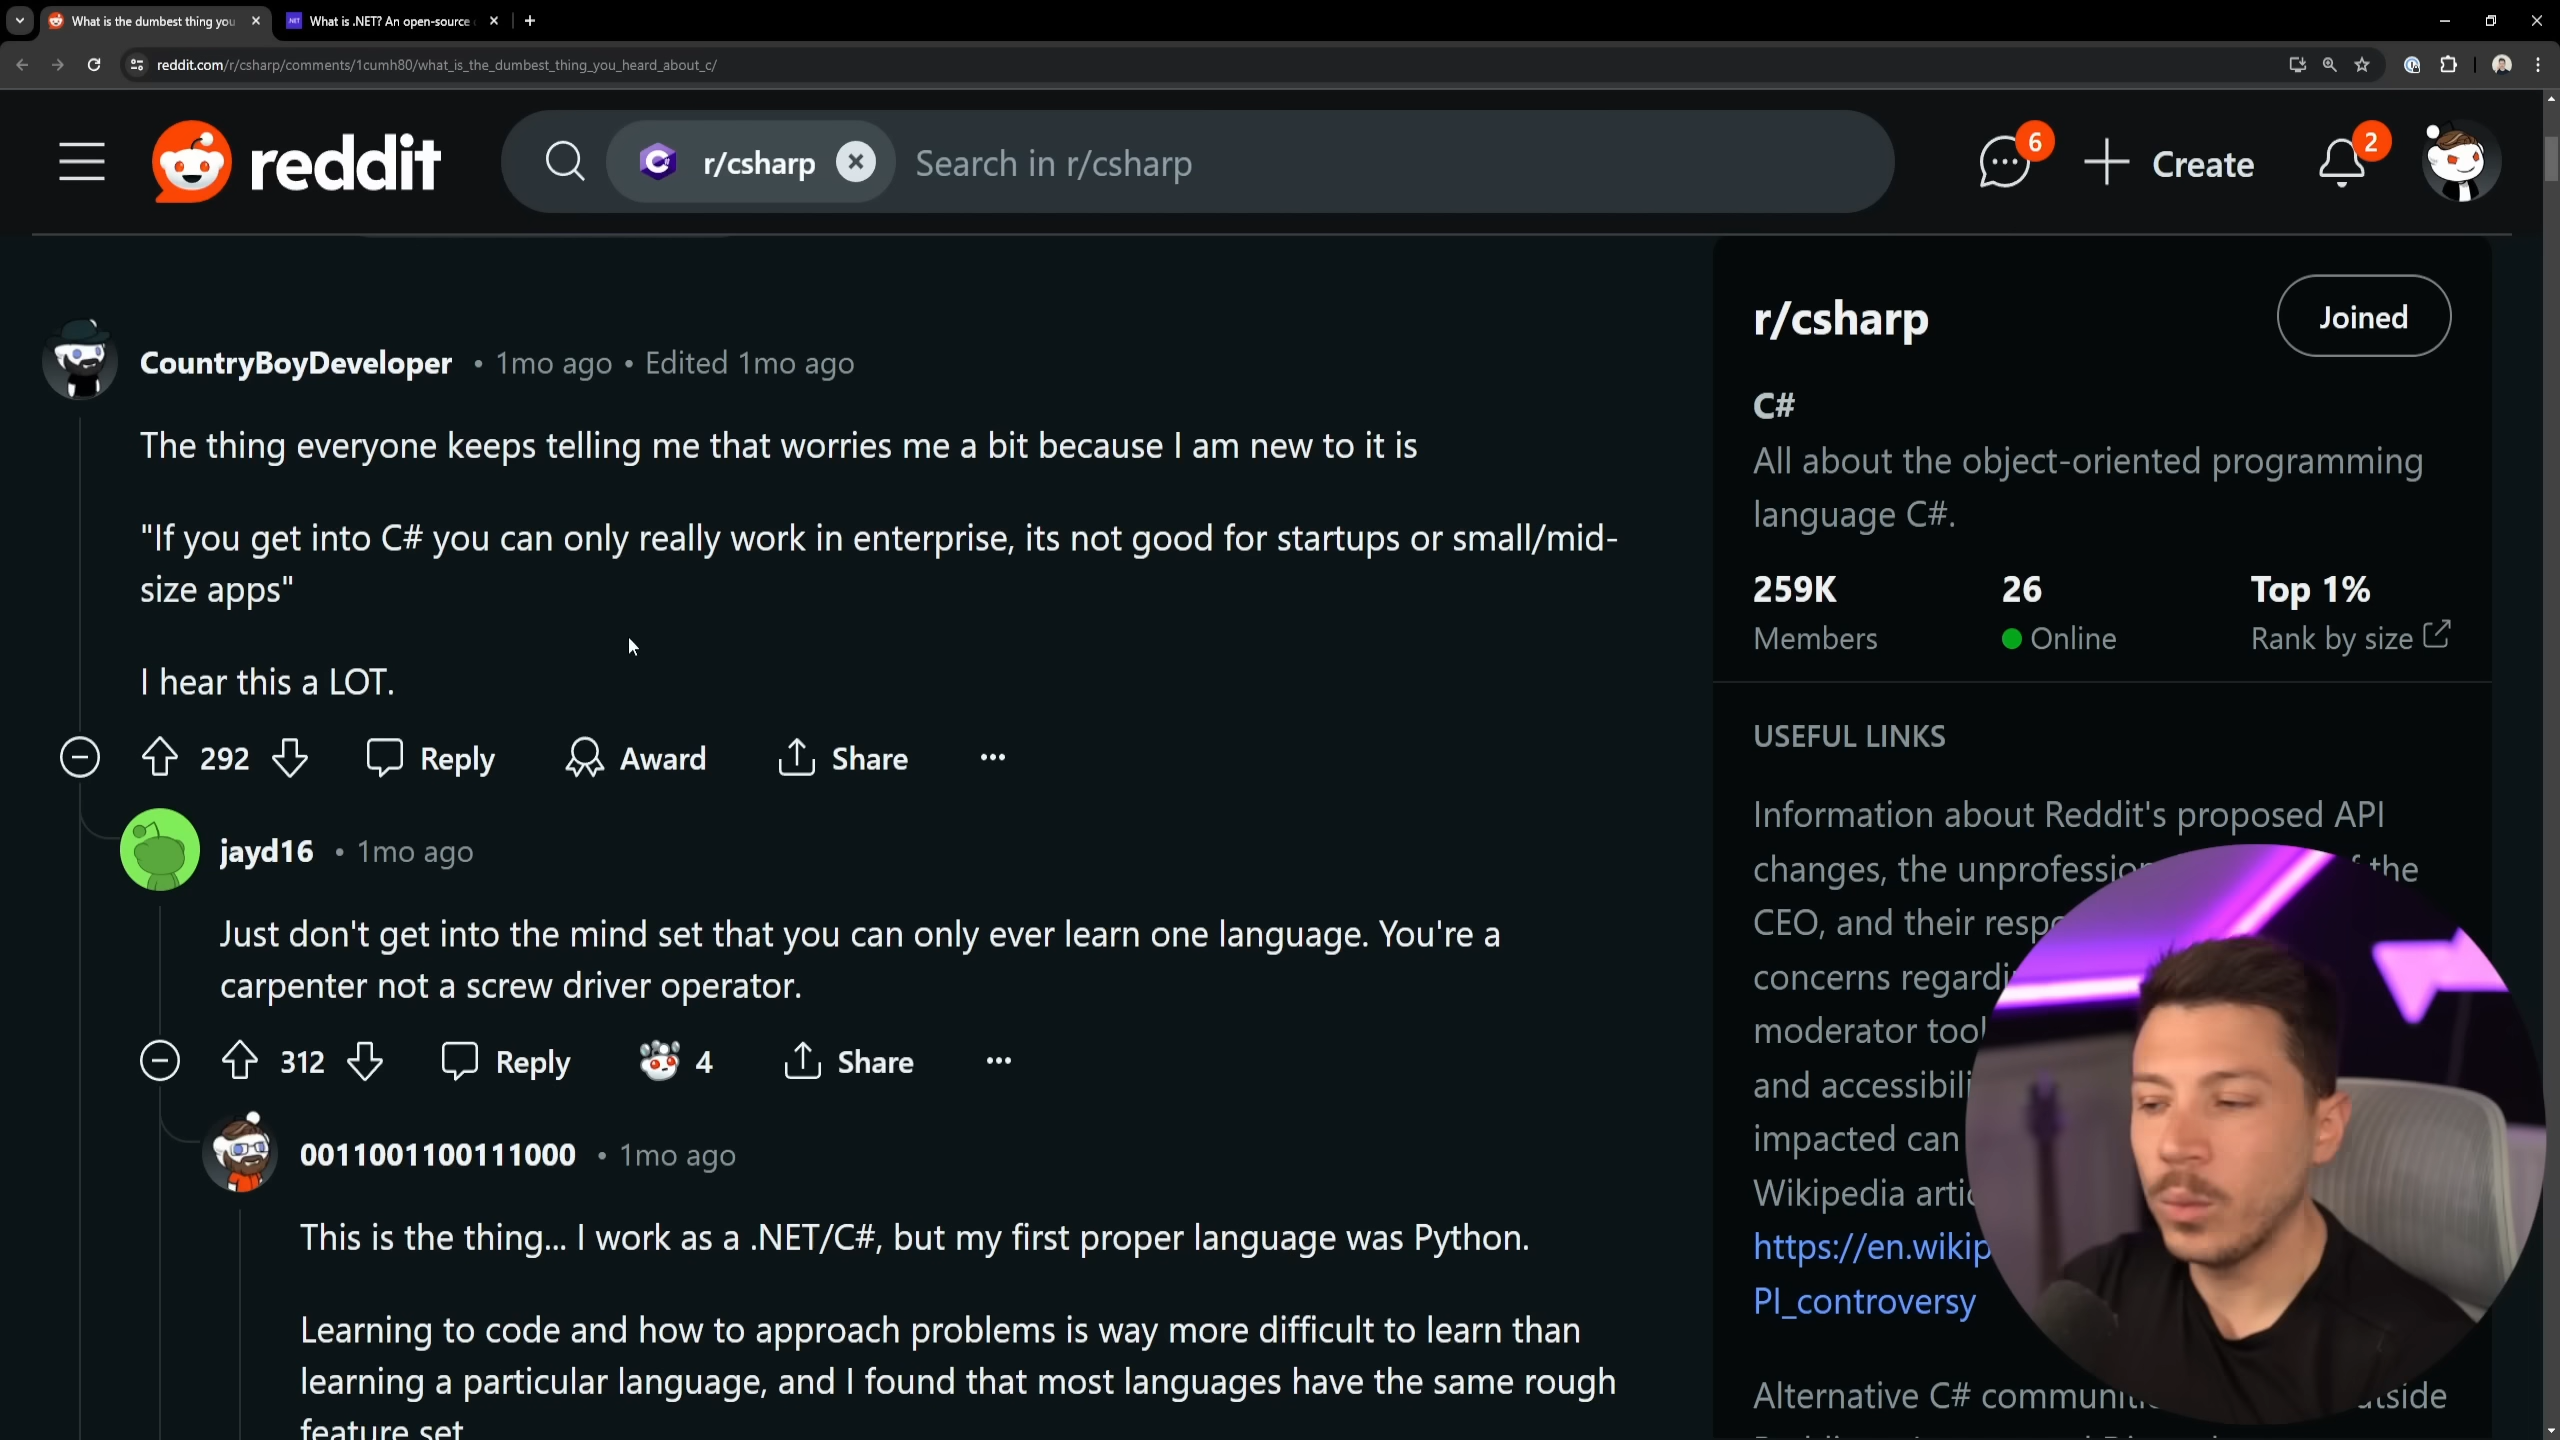 What is the dumbest thing you
What is .NET? An open-source
reddit.com/r/csharp/comments/1cumh80/what_is_the_dumbest_thing_you_heard_about_c/
reddit
r/csharp
Search in r/csharp
6
Create
2
CountryBoyDeveloper • 1mo ago • Edited 1mo ago
The thing everyone keeps telling me that worries me a bit because I am new to it is
"If you get into C# you can only really work in enterprise, its not good for startups or small/mid-
size apps"
I hear this a LOT.
292
Reply
Award
Share
jayd16 • 1mo ago
Just don't get into the mind set that you can only ever learn one language. You're a
carpenter not a screw driver operator.
312
Reply
4
Share
0011001100111000 • 1mo ago
This is the thing... I work as a .NET/C#, but my first proper language was Python.
Learning to code and how to approach problems is way more difficult to learn than
learning a particular language, and I found that most languages have the same rough
feature set
r/csharp
Joined
C#
All about the object-oriented programming
language C#.
259K
26
Top 1%
Members
Online
Rank by size
USEFUL LINKS
Information about Reddit's proposed API
changes, the the
CEO, and their
concerns
moderator
and
impacted can
Wikipedia
https://en.wikip
PI_controversy
Alternative C#